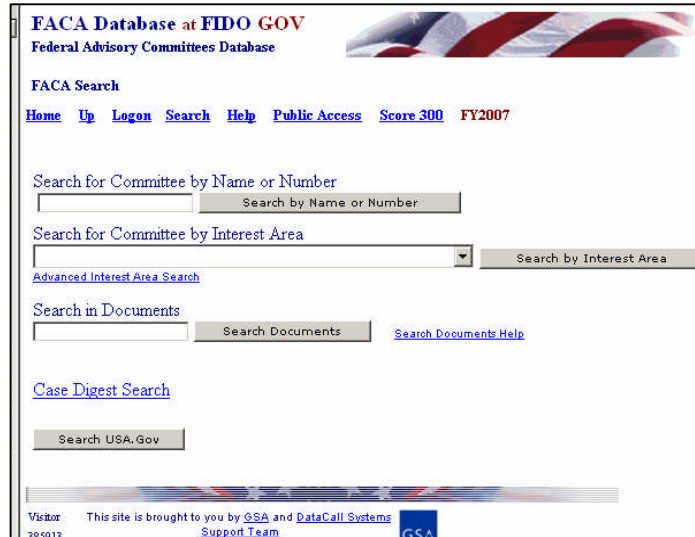 FACA Database at FIDO GOV
Federal Advisory Committees Database
FACA Search
Home Up Logon Search Help Public Access Score 300 FY2007
Search for Committee by Name or Number
Search by Name or Number
Search for Committee by Interest Area
Search by Interest Area
Advanced Interest Area Search
Search in Documents
Search Documents Search Documents Help
Case Digest Search
Search USA.Gov
Visitor This site is brought to you by GSA and DataCall Systems
Support Team
GSA